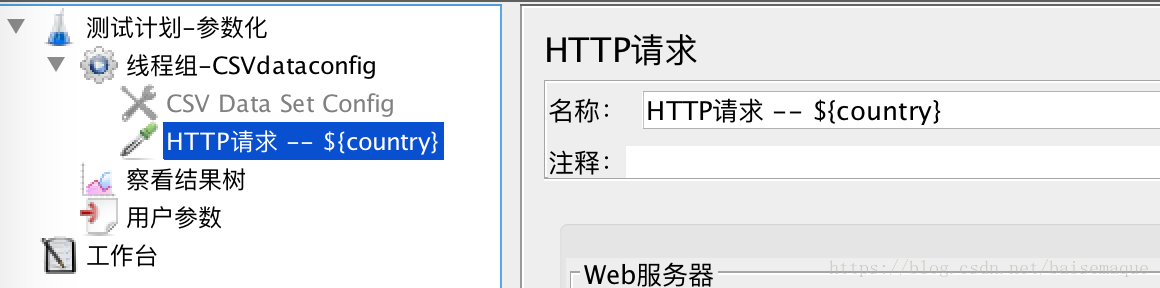 测试计划-参数化
线程组-CSVdataconfig
CSV Data Set Config
HTTP请求 -- ${country}
察看结果树
用户参数
工作台
HTTP请求
名称： HTTP请求 -- ${country}
注释：
Web服务器
https://blog.csdn.net/baisemaque